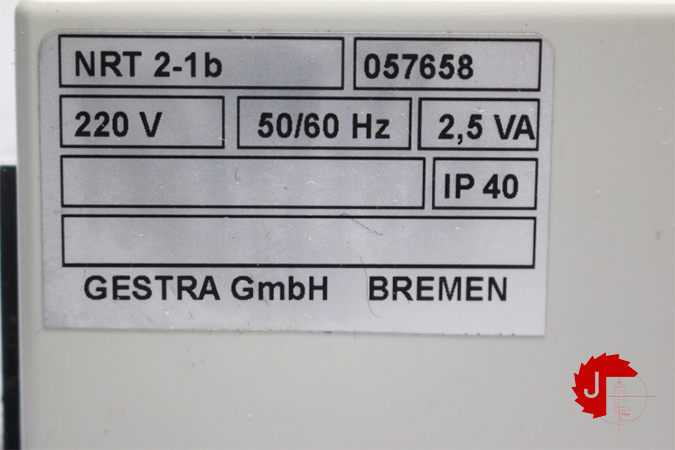 NRT 2-1b 057658
220 V 50/60 Hz 2,5 VA
IP 40
GESTRA GmbH BREMEN
J